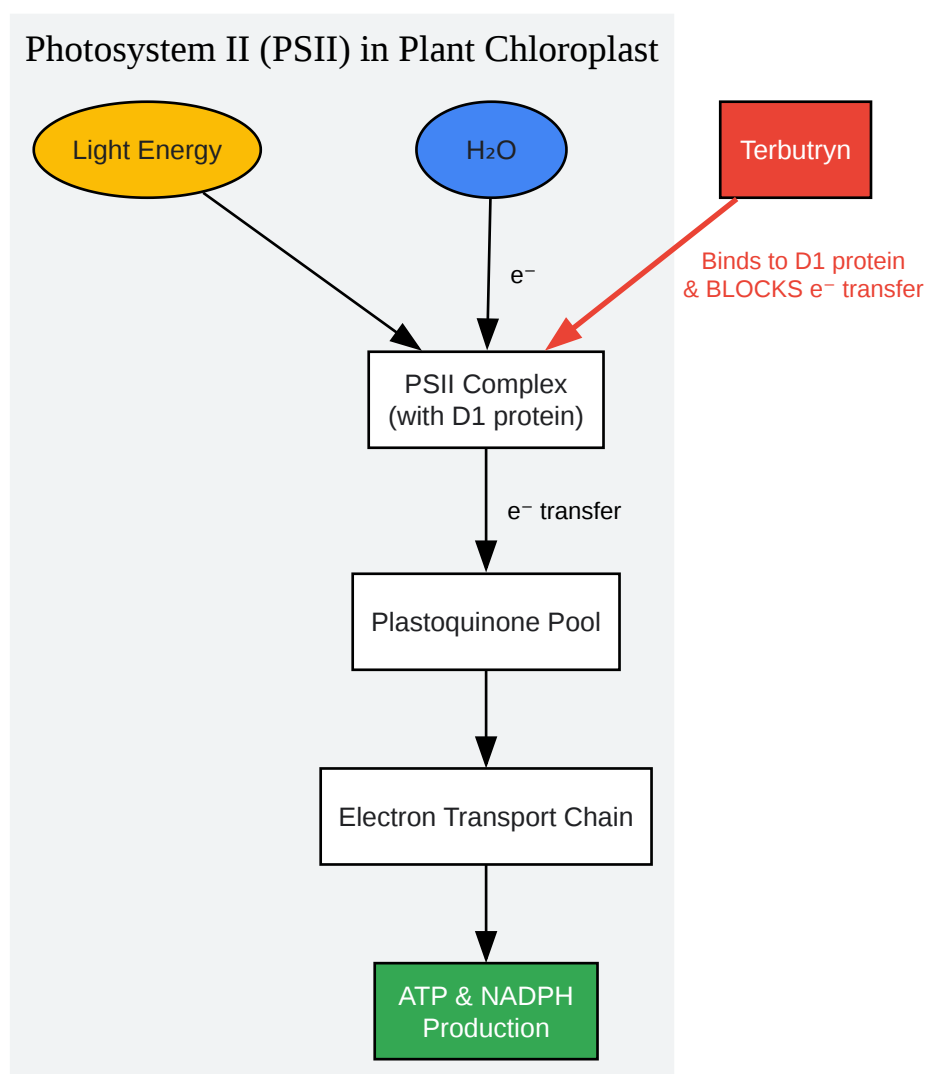 Photosystem II (PSII) in Plant Chloroplast
Light Energy
H₂O
Terbutryn
e⁻
Binds to D1 protein
& BLOCKS e⁻ transfer
PSII Complex
(with D1 protein)
e⁻ transfer
Plastoquinone Pool
Electron Transport Chain
ATP & NADPH
Production